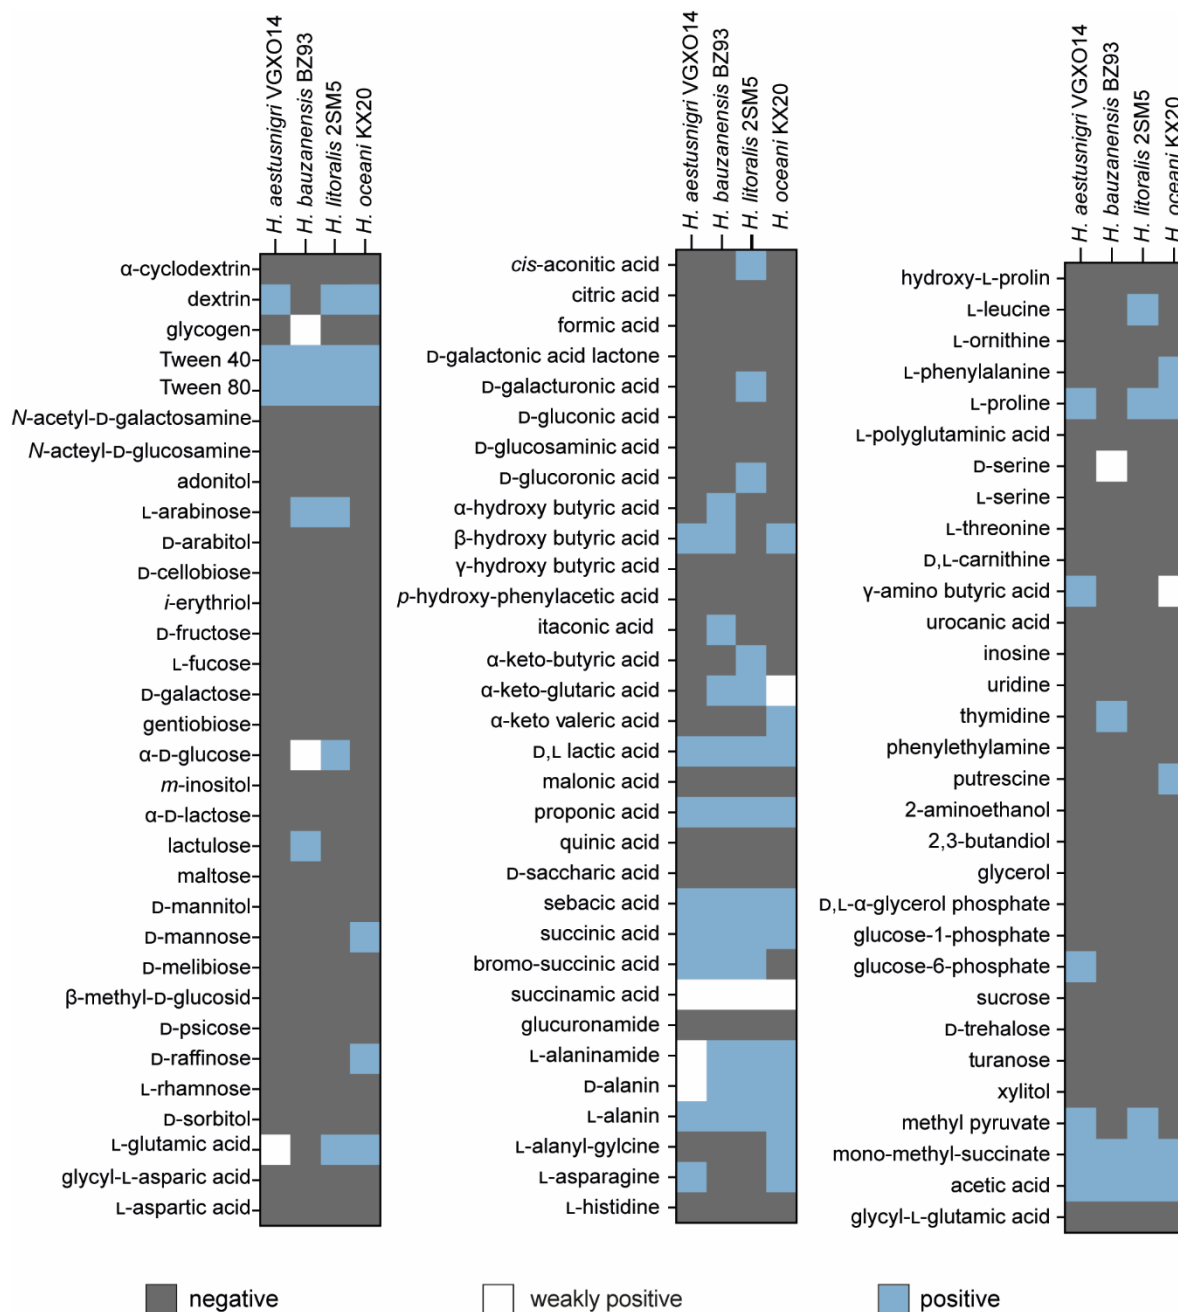 H. aestusnigri VGXO14
H. bauzanensis BZ93
H. litoralis 2SM5
H. oceani KX20
α-cyclodextrin
dextrin
glycogen
Tween 40
Tween 80
N-acetyl-D-galactosamine
N-acteyl-D-glucosamine
adonitol
L-arabinose
D-arabitol
D-cellobiose
i-erythriol
D-fructose
L-fucose
D-galactose
gentiobiose
α-D-glucose
m-inositol
α-D-lactose
lactulose
maltose
D-mannitol
D-mannose
D-melibiose
β-methyl-D-glucosid
D-psicose
D-raffinose
L-rhamnose
D-sorbitol
L-glutamic acid
glycyl-L-asparic acid
L-aspartic acid
H. aestusnigri VGXO14
H. bauzanensis BZ93
H. litoralis 2SM5
H. oceani KX20
cis-aconitic acid
citric acid
formic acid
D-galactonic acid lactone
D-galacturonic acid
D-gluconic acid
D-glucosaminic acid
D-glucoronic acid
α-hydroxy butyric acid
β-hydroxy butyric acid
γ-hydroxy butyric acid
p-hydroxy-phenylacetic acid
itaconic acid
α-keto-butyric acid
α-keto-glutaric acid
α-keto valeric acid
D,L lactic acid
malonic acid
proponic acid
quinic acid
D-saccharic acid
sebacic acid
succinic acid
bromo-succinic acid
succinamic acid
glucuronamide
L-alaninamide
D-alanin
L-alanin
L-alanyl-gylcine
L-asparagine
L-histidine
H. aestusnigri VGXO14
H. bauzanensis BZ93
H. litoralis 2SM5
H. oceani KX20
hydroxy-L-prolin
L-leucine
L-ornithine
L-phenylalanine
L-proline
L-polyglutaminic acid
D-serine
L-serine
L-threonine
D,L-carnithine
γ-amino butyric acid
urocanic acid
inosine
uridine
thymidine
phenylethylamine
putrescine
2-aminoethanol
2,3-butandiol
glycerol
D,L-α-glycerol phosphate
glucose-1-phosphate
glucose-6-phosphate
sucrose
D-trehalose
turanose
xylitol
methyl pyruvate
mono-methyl-succinate
acetic acid
glycyl-L-glutamic acid
negative
weakly positive
positive